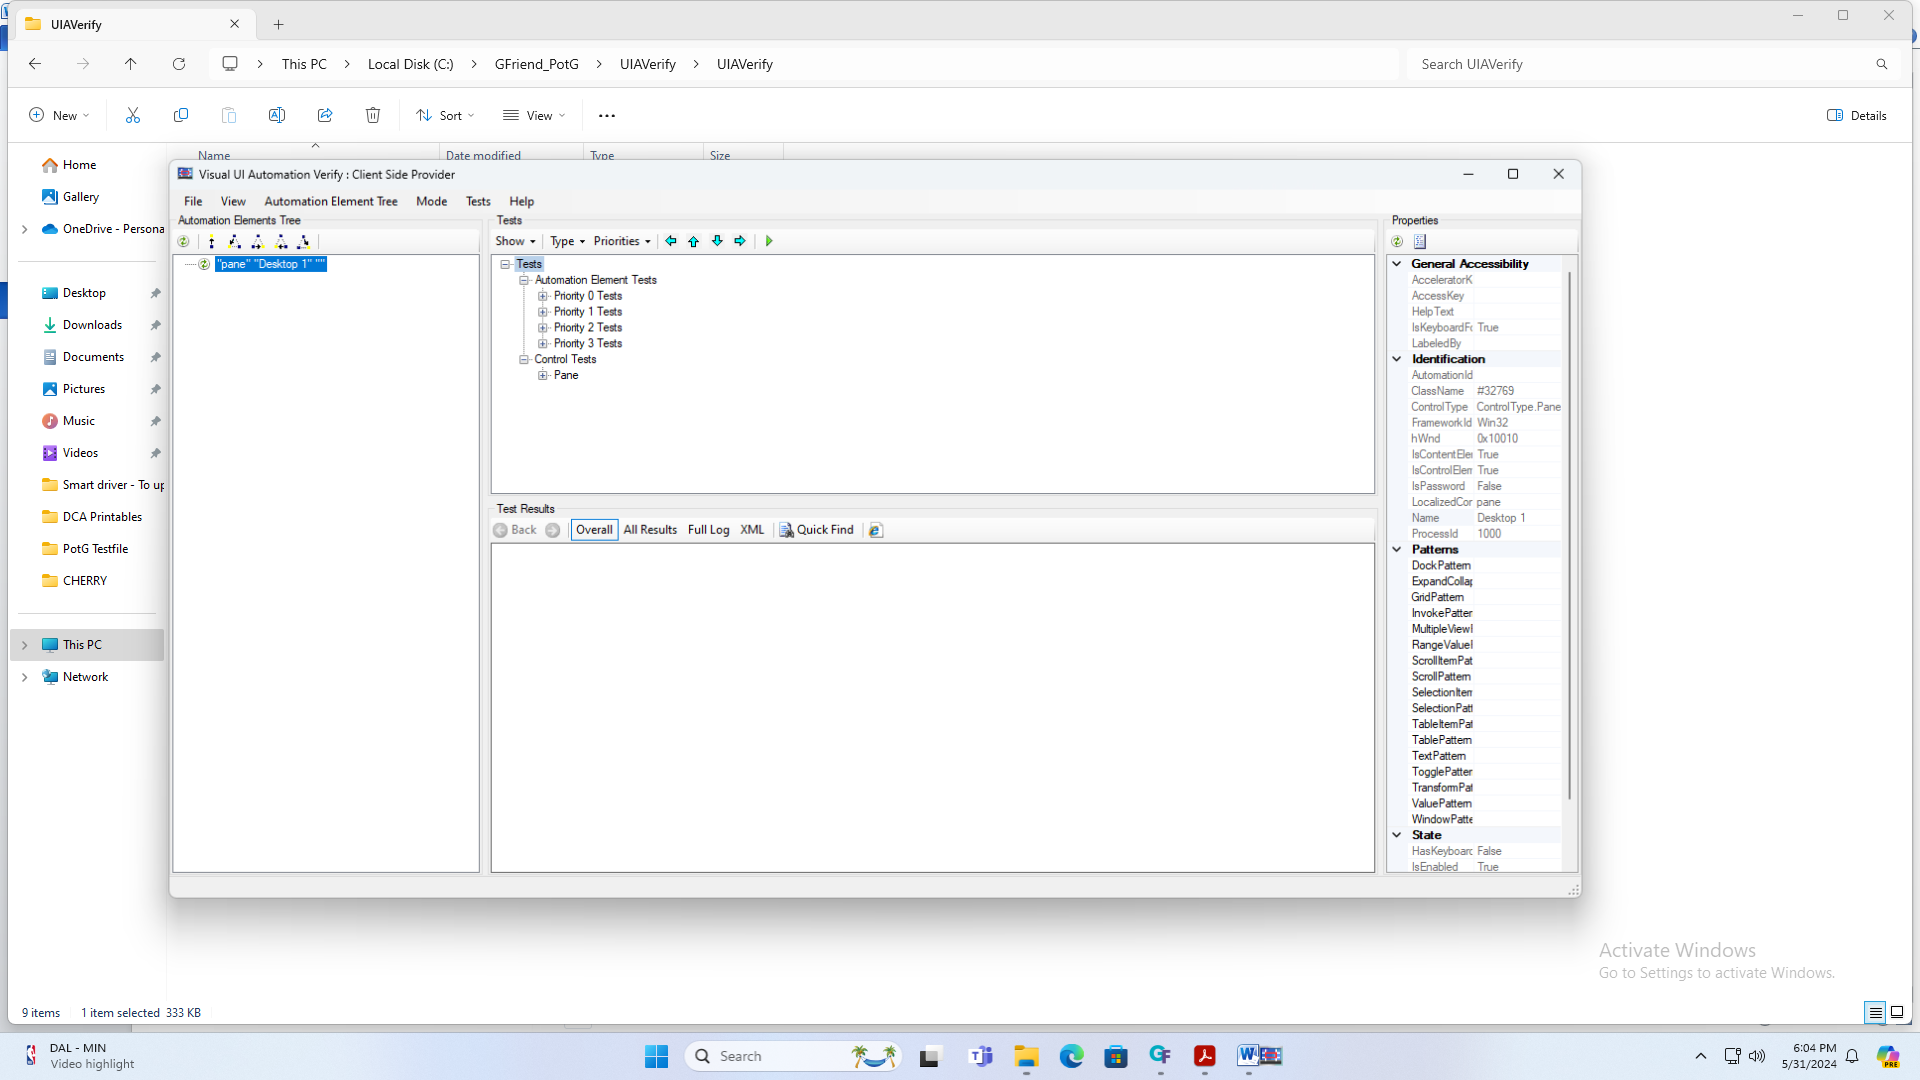 UIAVerify
This PC
Local Disk (C:)
GFriend_PotG
UIAVerify
UIAVerify
Search UIAVerify
New
Sort
View
Details
Home
Gallery
OneDrive - Persona
Desktop
Downloads
Documents
Pictures
Music
Videos
Smart driver - To up
DCA Printables
PotG Testfile
CHERRY
This PC
Network
Name
Date modified
Type
Size
Visual UI Automation Verify : Client Side Provider
File
View
Automation Element Tree
Mode
Tests
Help
Automation Elements Tree
"pane" "Desktop 1" ""
Tests
Show
Type
Priorities
Tests
Automation Element Tests
Priority 0 Tests
Priority 1 Tests
Priority 2 Tests
Priority 3 Tests
Control Tests
Pane
Test Results
Back
Overall
All Results
Full Log
XML
Quick Find
Properties
General Accessibility
AcceleratorK
AccessKey
HelpText
IsKeyboardFo True
LabeledBy
Identification
AutomationId
ClassName #32769
ControlType ControlType.Pane
FrameworkId Win32
hWnd 0x10010
IsContentEler True
IsControlElem True
IsPassword False
LocalizedCor pane
Name Desktop 1
ProcessId 1000
Patterns
DockPattern
ExpandCollap
GridPattern
InvokePatter
MultipleViewF
RangeValueF
ScrollItemPat
ScrollPattern
SelectionItem
SelectionPatt
TableItemPat
TablePattern
TextPattern
TogglePatter
TransformPat
ValuePattern
WindowPatte
State
HasKeyboarc False
IsEnabled True
Activate Windows
Go to Settings to activate Windows.
9 items
1 item selected 333 KB
DAL - MIN
Video highlight
Search
6:04 PM
5/31/2024